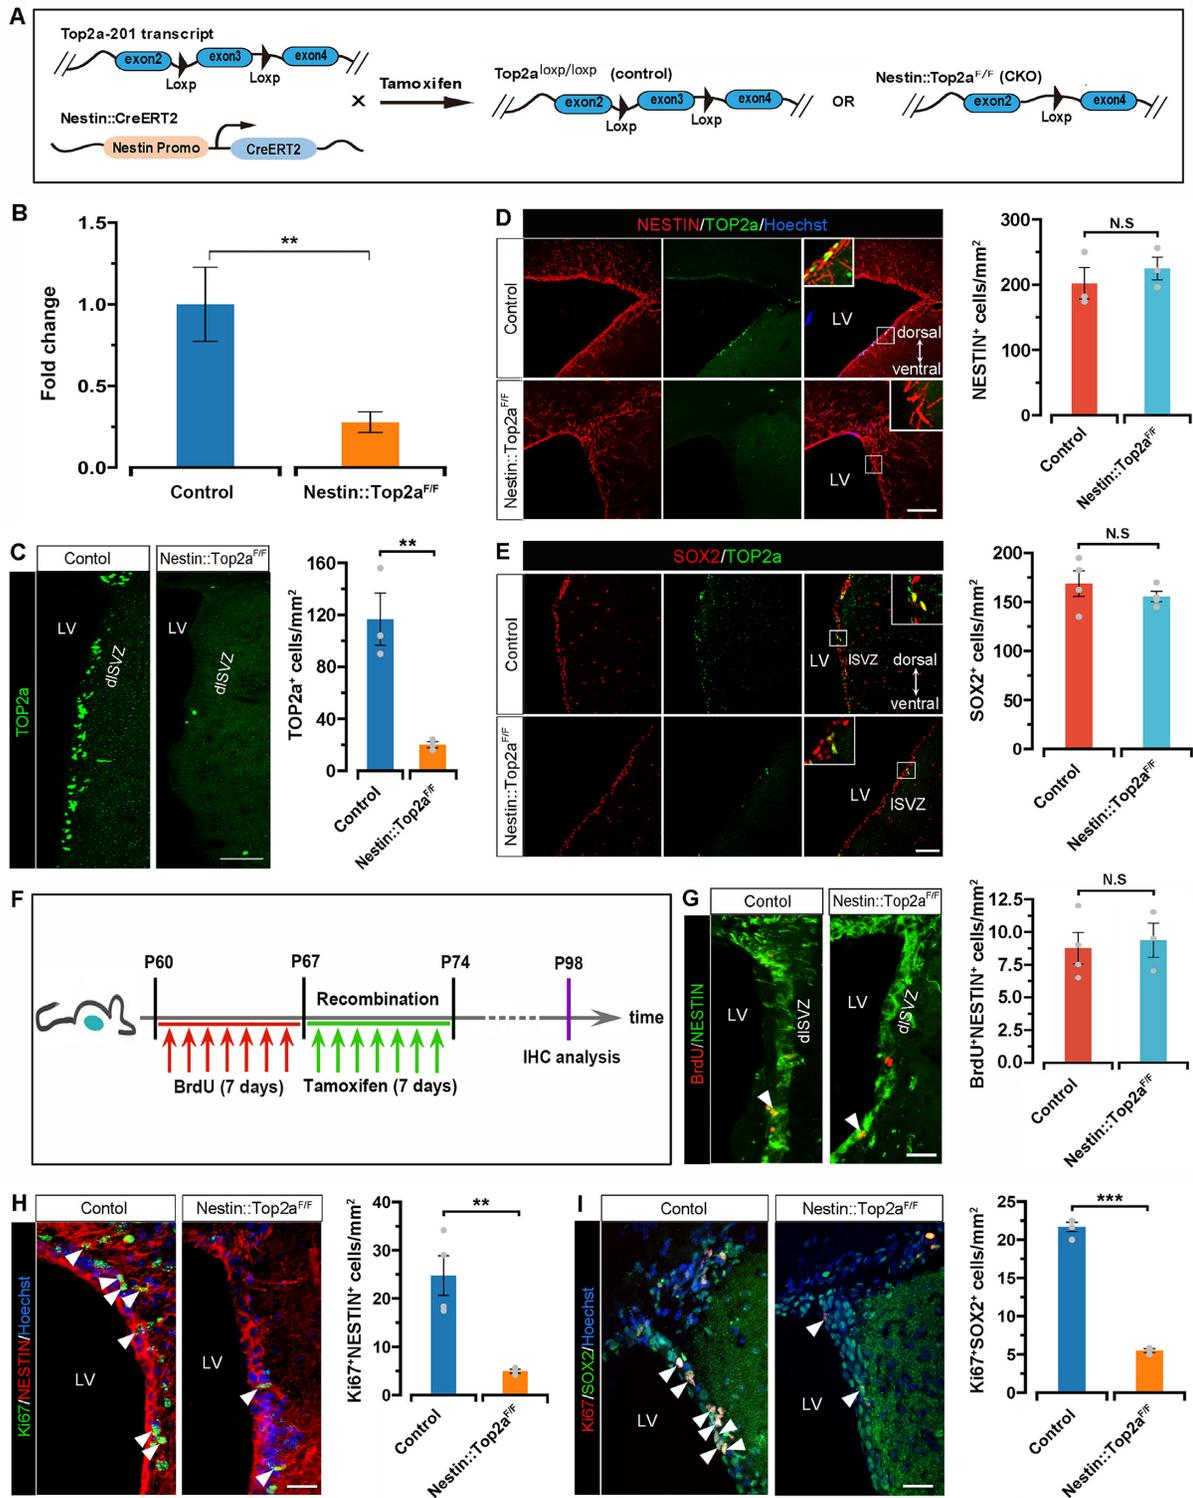 A
Top2a-201 transcript
exon2
exon3
exon4
Loxp
Loxp
Nestin::CreERT2
Nestin Promo
CreERT2
×
Tamoxifen
Top2a^loxp/loxp (control)
exon2
exon3
exon4
Loxp
Loxp
OR
Nestin::Top2a^F/F (CKO)
exon2
exon4
Loxp
B
Fold change
1.5
1.0
0.5
0.0
**
Control
Nestin::Top2a^F/F
C
Contol
Nestin::Top2a^F/F
TOP2a
LV
dlSVZ
LV
dlSVZ
TOP2a⁺ cells/mm²
160
120
80
40
0
**
Control
Nestin::Top2a^F/F
D
NESTIN/TOP2a/Hoechst
Control
LV
dorsal
ventral
Nestin::Top2a^F/F
LV
NESTIN⁺ cells/mm²
300
200
100
0
N.S
Control
Nestin::Top2a^F/F
E
SOX2/TOP2a
Control
LV
lSVZ
dorsal
ventral
Nestin::Top2a^F/F
LV
lSVZ
SOX2⁺ cells/mm²
200
150
100
50
0
N.S
Control
Nestin::Top2a^F/F
F
P60
P67
P74
P98
Recombination
time
BrdU (7 days)
Tamoxifen (7 days)
IHC analysis
G
Contol
Nestin::Top2a^F/F
BrdU/NESTIN
LV
dlSVZ
LV
dlSVZ
BrdU⁺NESTIN⁺ cells/mm²
12.5
10.0
7.5
5.0
2.5
0.0
N.S
Control
Nestin::Top2a^F/F
H
Contol
Nestin::Top2a^F/F
Ki67/NESTIN/Hoechst
LV
LV
Ki67⁺NESTIN⁺ cells/mm²
40
30
20
10
0
**
Control
Nestin::Top2a^F/F
I
Contol
Nestin::Top2a^F/F
Ki67/SOX2/Hoechst
LV
LV
Ki67⁺SOX2⁺ cells/mm²
25
20
15
10
5
0
***
Control
Nestin::Top2a^F/F